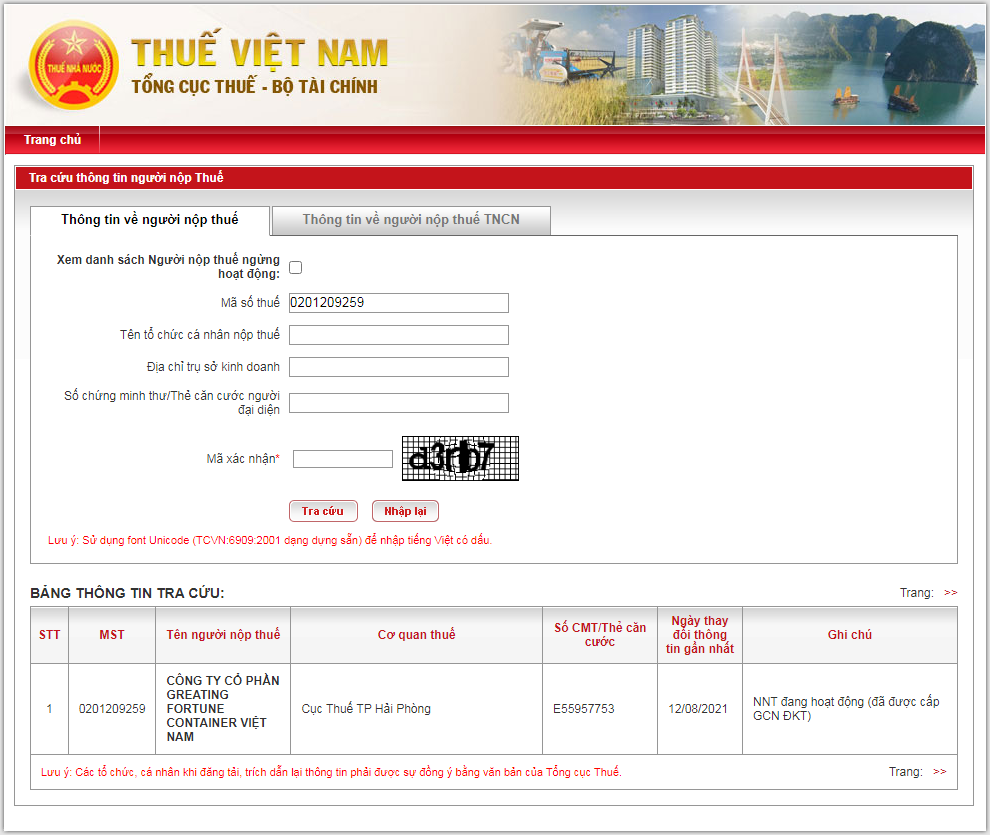 THUẾ NHÀ NƯỚC
THUẾ VIỆT NAM
TỔNG CỤC THUẾ - BỘ TÀI CHÍNH
Trang chủ
Tra cứu thông tin người nộp Thuế
Thông tin về người nộp thuế
Thông tin về người nộp thuế TNCN
Xem danh sách Người nộp thuế ngừng
hoạt động:
Mã số thuế
0201209259
Tên tổ chức cá nhân nộp thuế
Địa chỉ trụ sở kinh doanh
Số chứng minh thư/Thẻ căn cước người
đại diện
Mã xác nhận*
Tra cứu
Nhập lại
Lưu ý: Sử dụng font Unicode (TCVN:6909:2001 dạng dựng sẵn) để nhập tiếng Việt có dấu.
BẢNG THÔNG TIN TRA CỨU:
Trang: >>
STT
MST
Tên người nộp thuế
Cơ quan thuế
Số CMT/Thẻ căn
cước
Ngày thay
đổi thông
tin gần nhất
Ghi chú
1
0201209259
CÔNG TY CỔ PHẦN
GREATING
FORTUNE
CONTAINER VIỆT
NAM
Cục Thuế TP Hải Phòng
E55957753
12/08/2021
NNT đang hoạt động (đã được cấp
GCN ĐKT)
Lưu ý: Các tổ chức, cá nhân khi đăng tải, trích dẫn lại thông tin phải được sự đồng ý bằng văn bản của Tổng cục Thuế.
Trang: >>